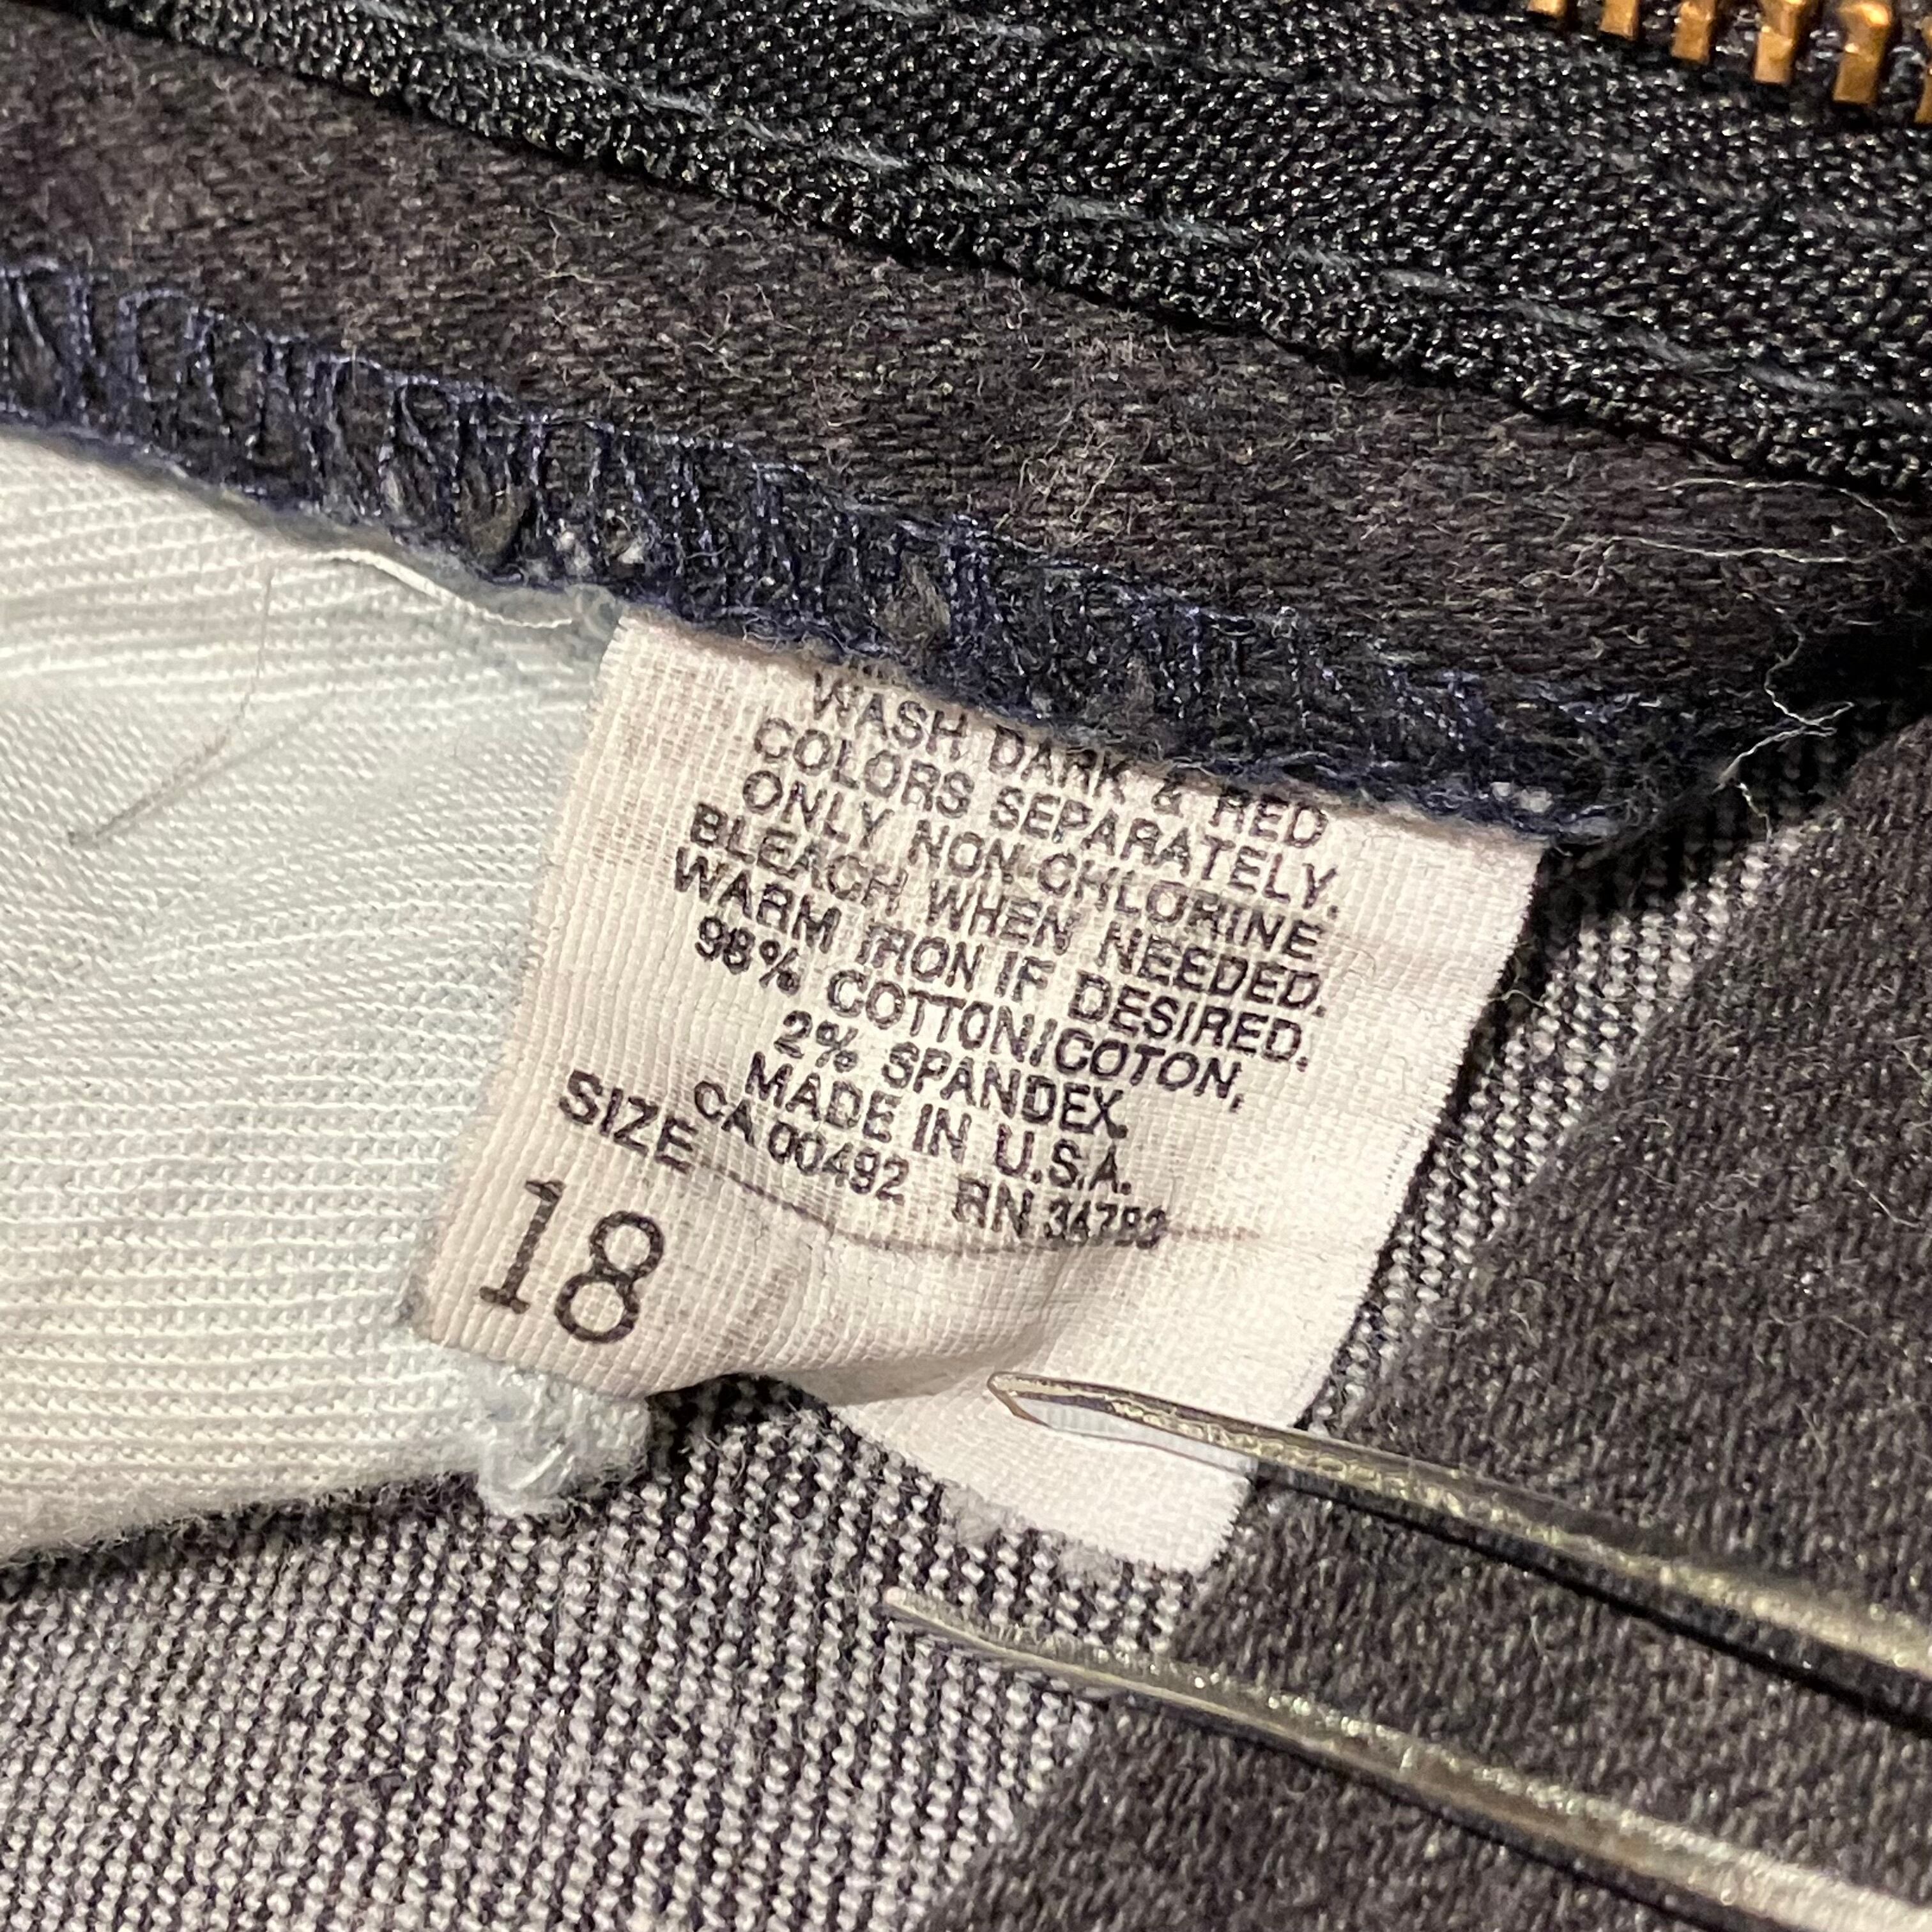 WASH DARK & RED
COLORS SEPARATELY.
ONLY NON-CHLORINE
BLEACH WHEN NEEDED.
WARM IRON IF DESIRED.
98% COTTON/COTON,
2% SPANDEX.
MADE IN U.S.A.
CA 00492 RN
SIZE
18